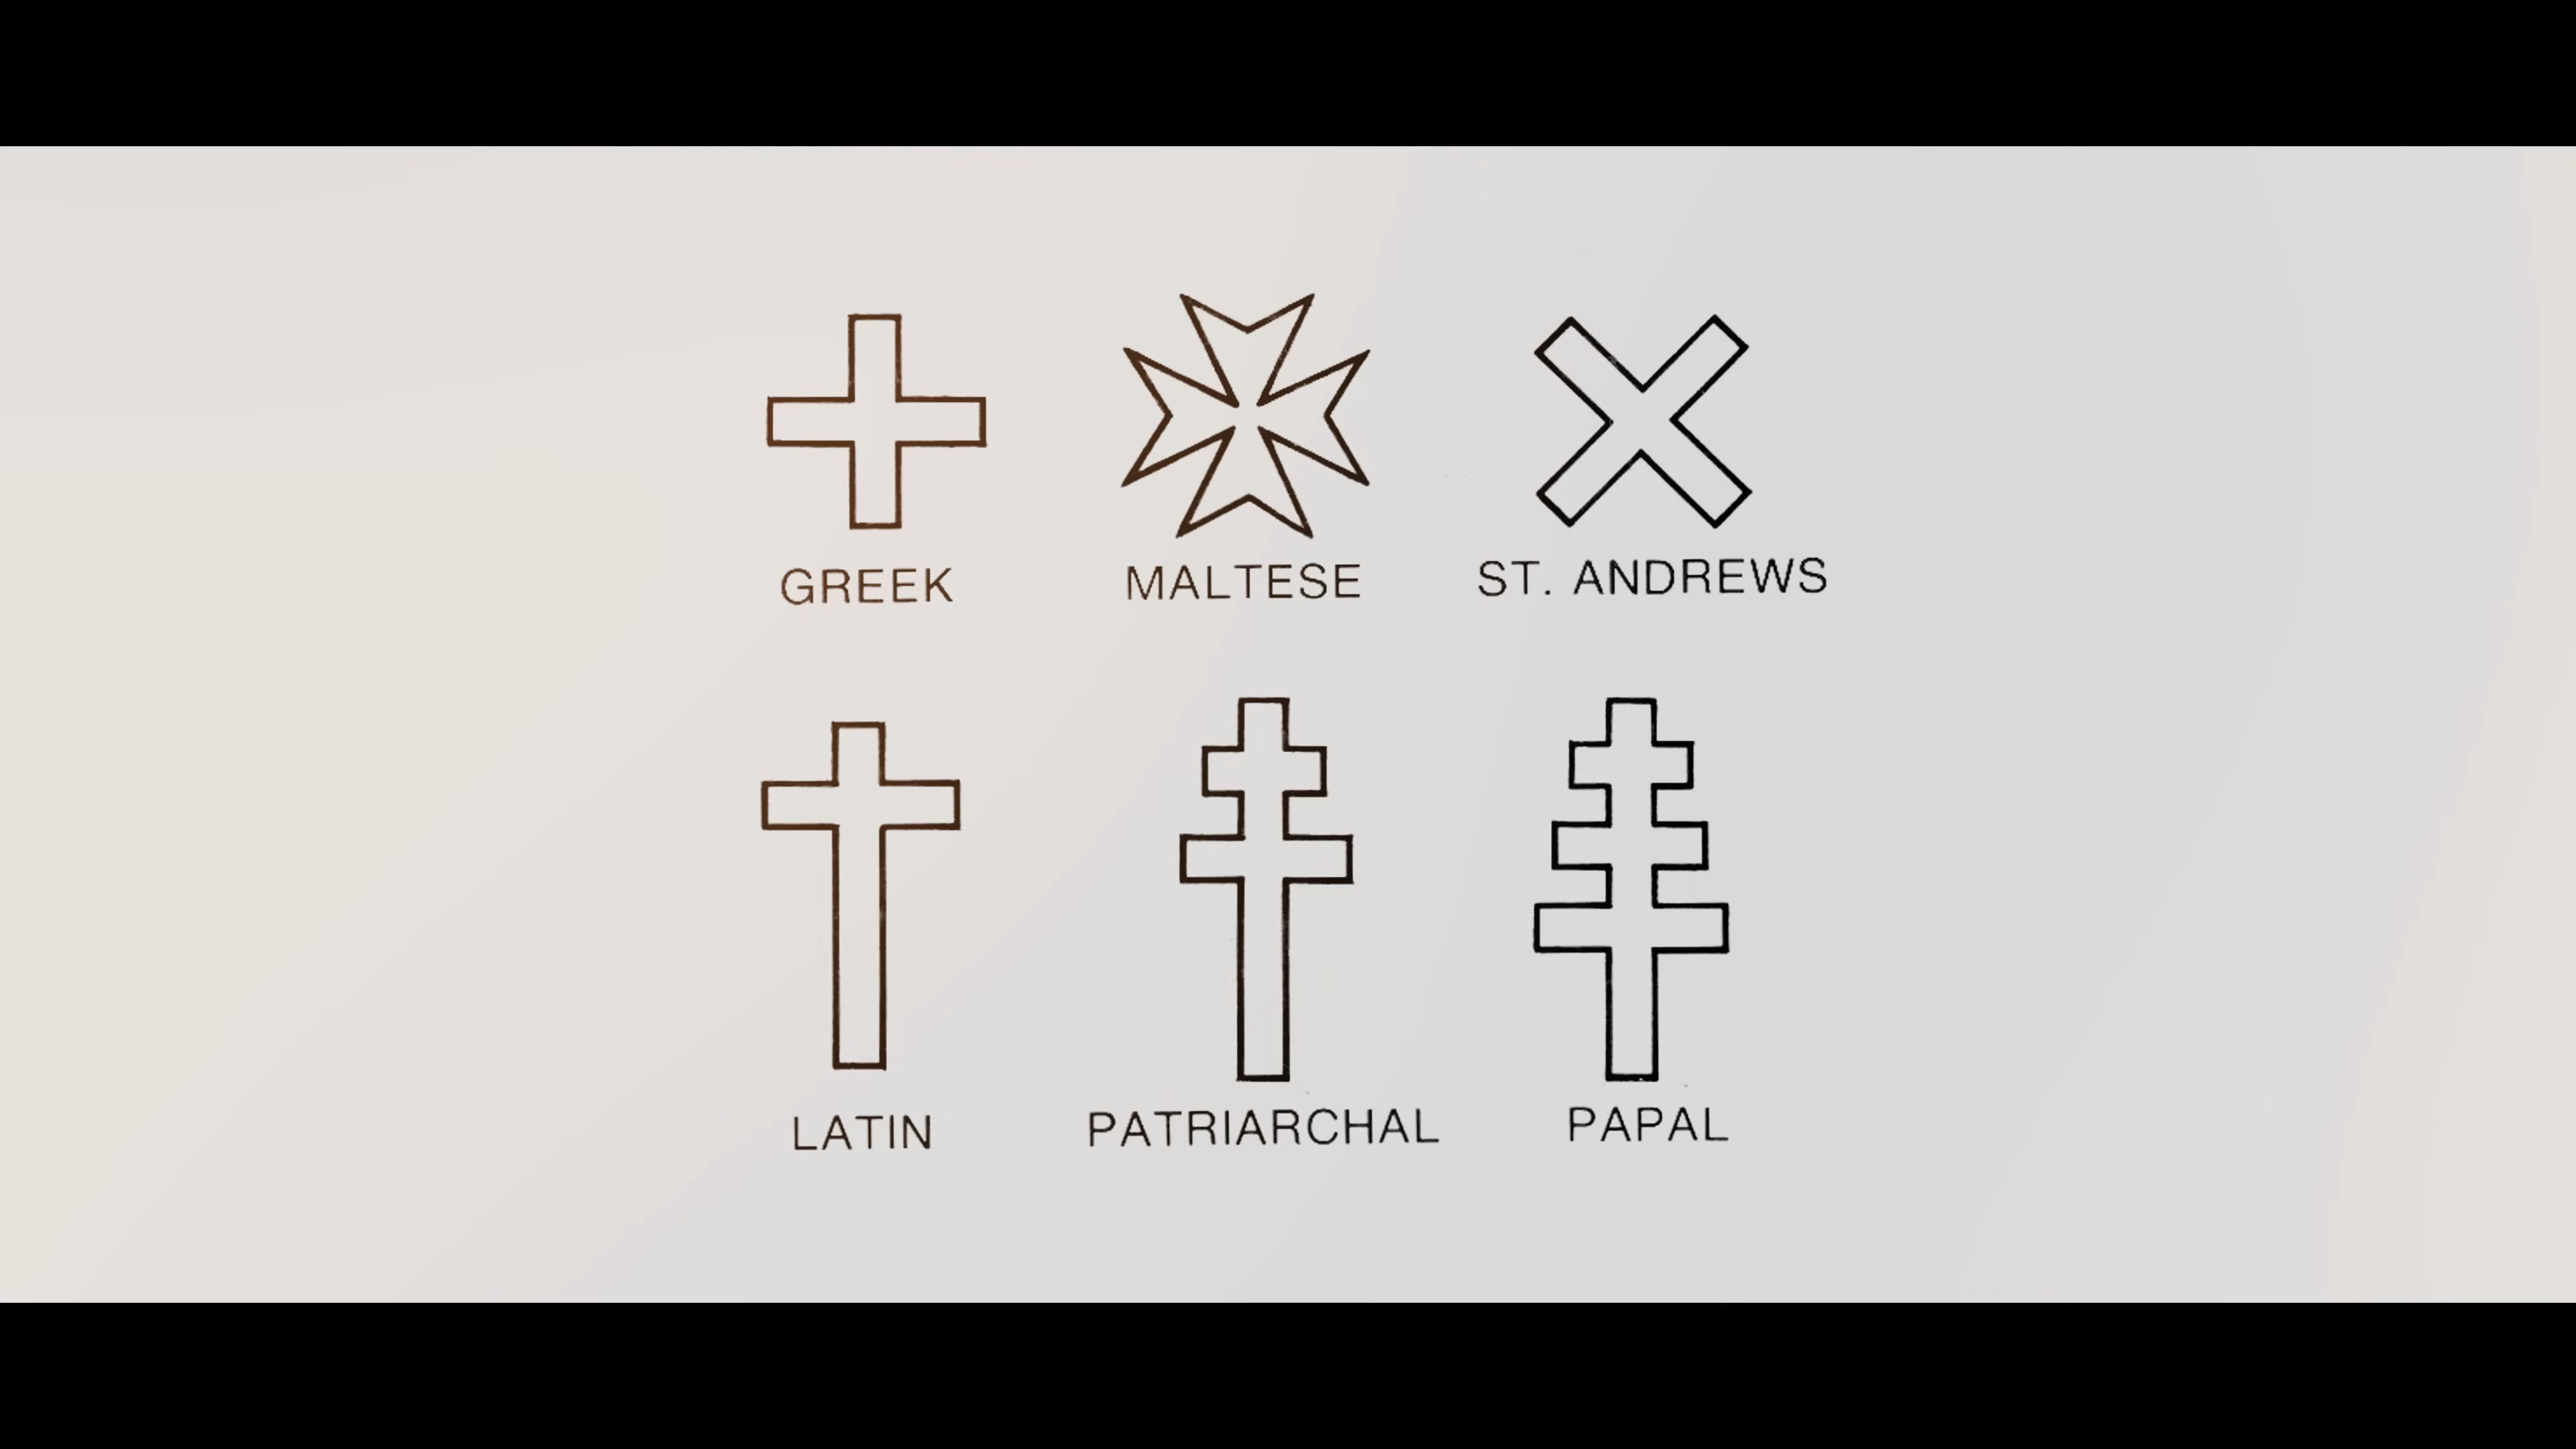 GREEK
MALTESE
ST. ANDREWS
LATIN
PATRIARCHAL
PAPAL